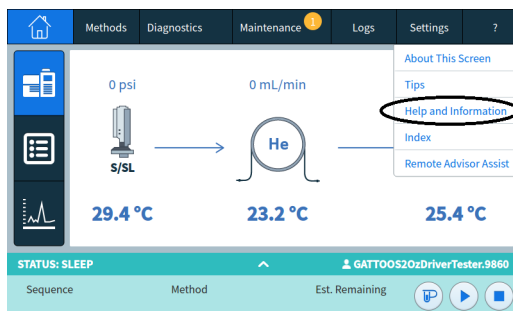 Methods Diagnostics Maintenance 1 Logs Settings ?
About This Screen
Tips
Help and Information
Index
Remote Advisor Assist
0 psi 0 mL/min
He
S/SL
29.4 °C 23.2 °C 25.4 °C
STATUS: SLEEP GATTOOS2OzDriverTester.9860
Sequence Method Est. Remaining